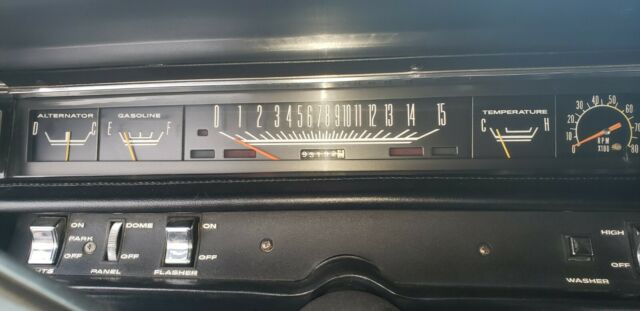 ALTERNATOR
D C
GASOLINE
E F
0 1 2 3 4 5 6 7 8 9 10 11 12 13 14 15
TEMPERATURE
C H
0 10 20 30 40 50 60 70 80
RPM
X100
ON
PARK
OFF
DOME
OFF
PANEL
ON
OFF
FLASHER
HIGH
OFF
WASHER